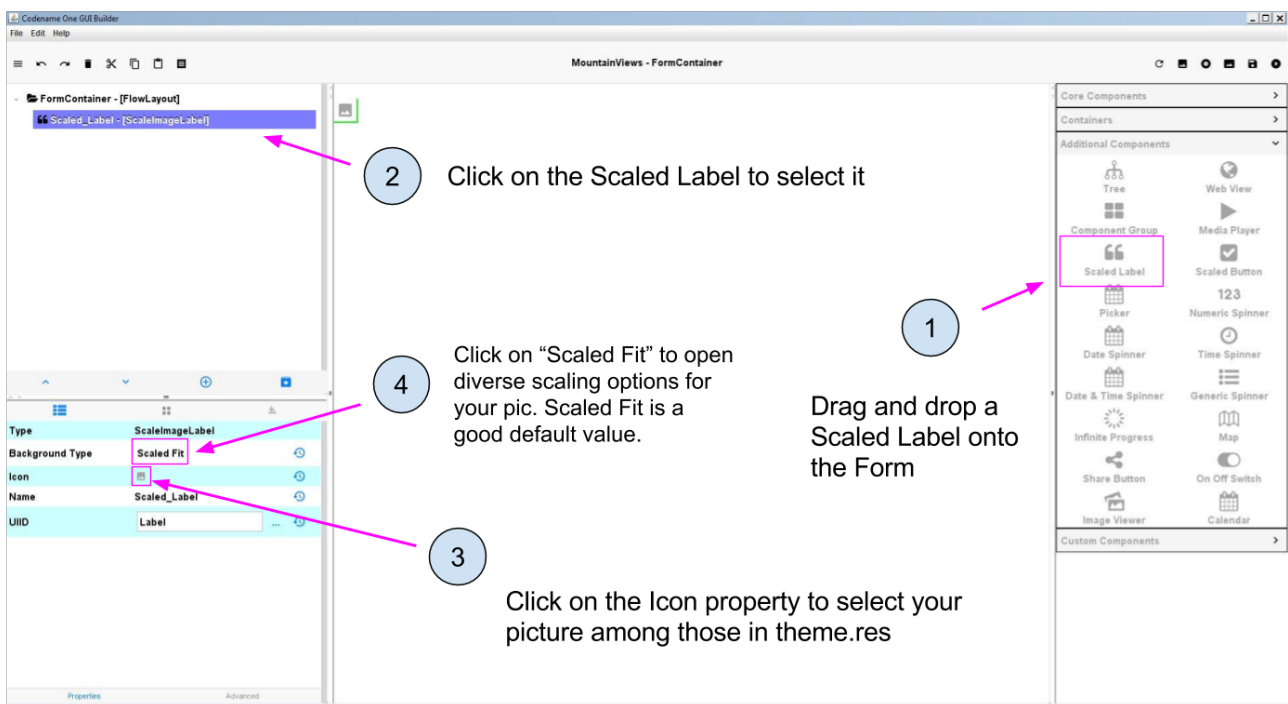 Codename One GUI Builder
File Edit Help
MountainViews - FormContainer
FormContainer - [FlowLayout]
Scaled_Label - [ScaleImageLabel]
2
Click on the Scaled Label to select it
4
Click on “Scaled Fit” to open
diverse scaling options for
your pic. Scaled Fit is a
good default value.
1
Drag and drop a
Scaled Label onto
the Form
3
Click on the Icon property to select your
picture among those in theme.res
Type ScaleImageLabel
Background Type Scaled Fit
Icon
Name Scaled_Label
UIID Label ...
Properties Advanced
Core Components
Containers
Additional Components
Tree Web View
Component Group Media Player
Scaled Label Scaled Button
123
Picker Numeric Spinner
Date Spinner Time Spinner
Date & Time Spinner Generic Spinner
Infinite Progress Map
Share Button On Off Switch
Image Viewer Calendar
Custom Components